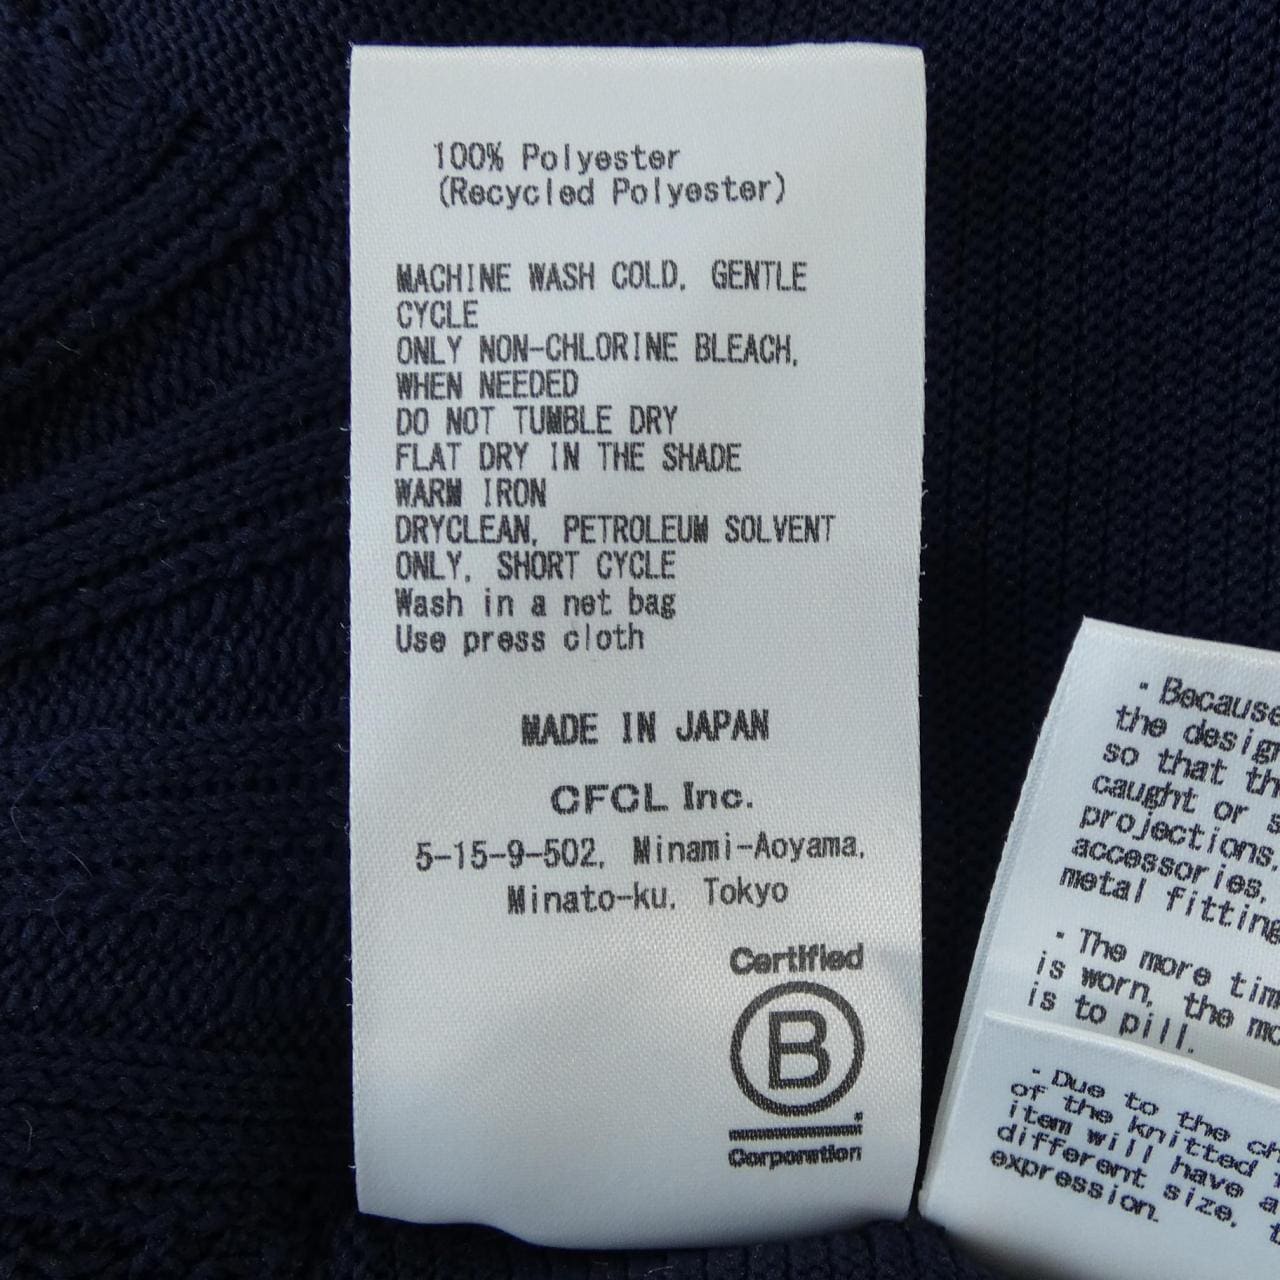 100% Polyester
(Recycled Polyester)
MACHINE WASH COLD, GENTLE
CYCLE
ONLY NON-CHLORINE BLEACH,
WHEN NEEDED
DO NOT TUMBLE DRY
FLAT DRY IN THE SHADE
WARM IRON
DRYCLEAN, PETROLEUM SOLVENT
ONLY, SHORT CYCLE
Wash in a net bag
Use press cloth
MADE IN JAPAN
CFCL Inc.
5-15-9-502, Minami-Aoyama,
Minato-ku, Tokyo
Certified
B
Corporation
· Because
the
so that
caught or
projections,
accessories,
metal
· The more
is worn, the
is to pill.
· Due to the
of the knitted
item will have
different size,
expression.